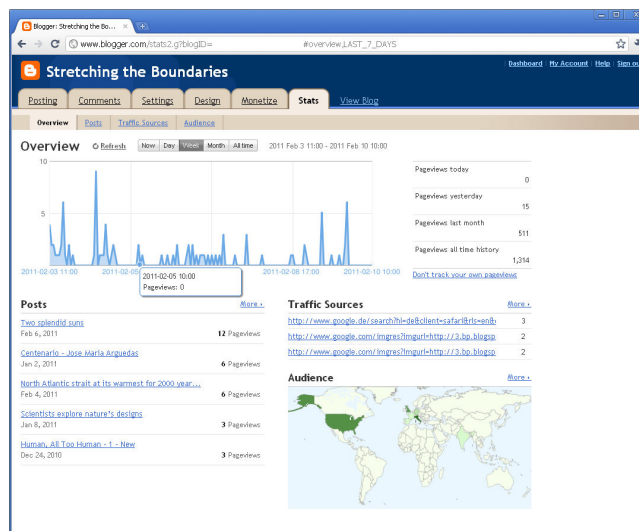 Blogger: Stretching the Bo...
www.blogger.com/stats2.g?blogID= #overview,LAST_7_DAYS
Dashboard | My Account | Help | Sign ou
Stretching the Boundaries
Posting Comments Settings Design Monetize Stats View Blog
Overview Posts Traffic Sources Audience
Overview Refresh Now Day Week Month All time 2011 Feb 3 11:00 - 2011 Feb 10 10:00
10
5
2011-02-03 11:00 2011-02-05 2011-02-08 17:00 2011-02-10 10:00
2011-02-05 10:00
Pageviews: 0
Pageviews today
0
Pageviews yesterday
15
Pageviews last month
511
Pageviews all time history
1,314
Don't track your own pageviews
Posts More
Two splendid suns
Feb 6, 2011 12 Pageviews
Centenario - Jose Maria Arguedas
Jan 2, 2011 6 Pageviews
North Atlantic strait at its warmest for 2000 year...
Feb 4, 2011 6 Pageviews
Scientists explore nature's designs
Jan 8, 2011 3 Pageviews
Human, All Too Human - 1 - New
Dec 24, 2010 3 Pageviews
Traffic Sources More
http://www.google.de/search?hl=de&client=safari&rls=en& 3
http://www.google.com/imgres?imgurl=http://3.bp.blogsp 2
http://www.google.com/imgres?imgurl=http://3.bp.blogsp 2
Audience More